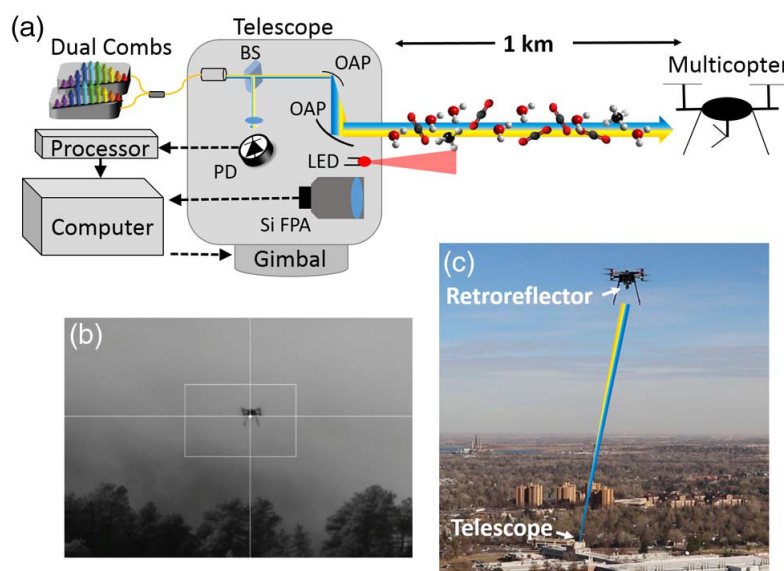 (a)
Telescope
Dual Combs
BS
OAP
1 km
Multicopter
OAP
Processor
PD
LED
Computer
Si FPA
Gimbal
(b)
(c)
Retroreflector
Telescope